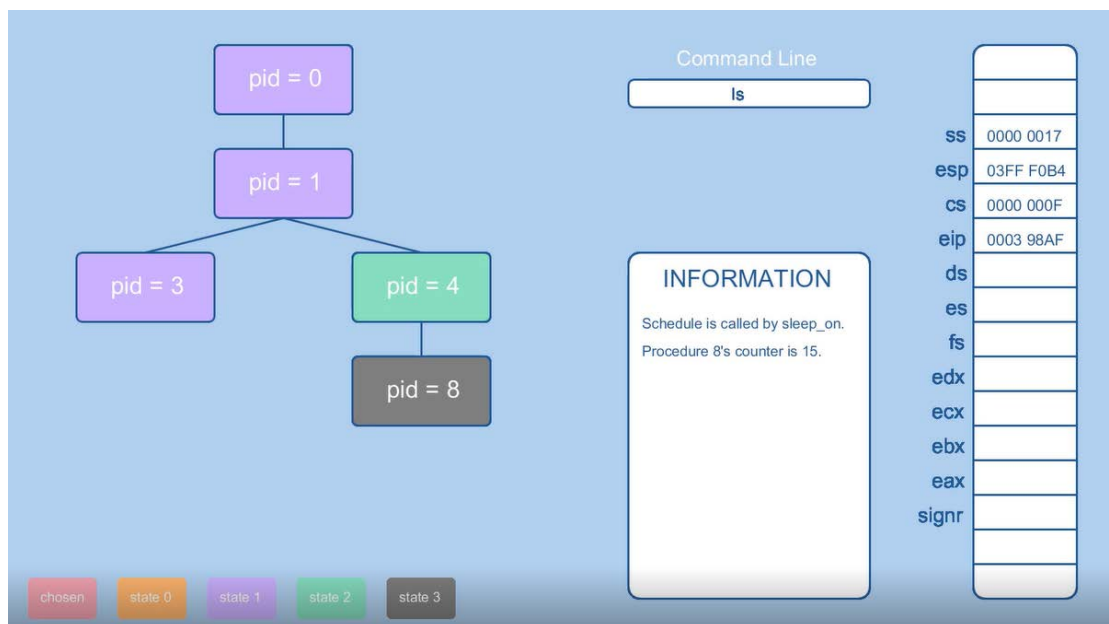 pid = 0
pid = 1
pid = 3
pid = 4
pid = 8
chosen
state 0
state 1
state 2
state 3
Command Line
ls
INFORMATION
Schedule is called by sleep_on.
Procedure 8's counter is 15.
ss 0000 0017
esp 03FF F0B4
cs 0000 000F
eip 0003 98AF
ds
es
fs
edx
ecx
ebx
eax
signr